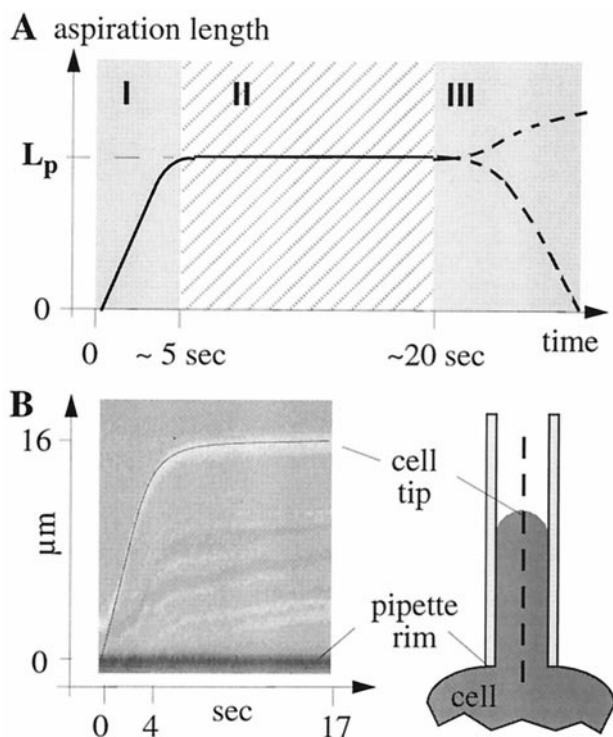 A aspiration length
I II III
Lp
0
0 ~ 5 sec ~20 sec time
B
16
µm
0
0 4 sec 17
cell
tip
pipette
rim
cell